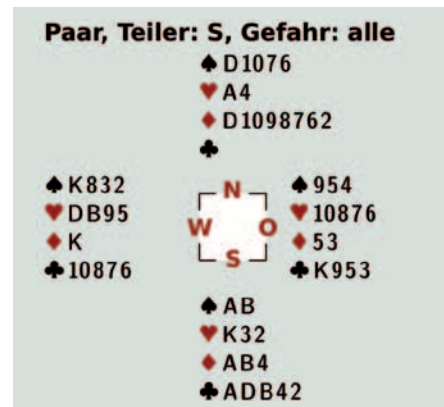 Paar, Teiler: S, Gefahr: alle
♠ D1076
♥ A4
♦ D1098762
♣
♠ K832
♥ DB95
♦ K
♣ 10876
N
W O
S
♠ 954
♥ 10876
♦ 53
♣ K953
♠ AB
♥ K32
♦ AB4
♣ ADB42